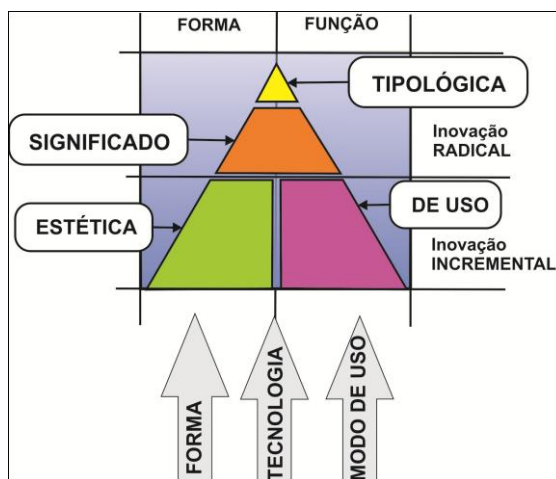 FORMA
FUNÇÃO
TIPOLÓGICA
SIGNIFICADO
Inovação
RADICAL
ESTÉTICA
DE USO
Inovação
INCREMENTAL
FORMA
TECNOLOGIA
MODO DE USO